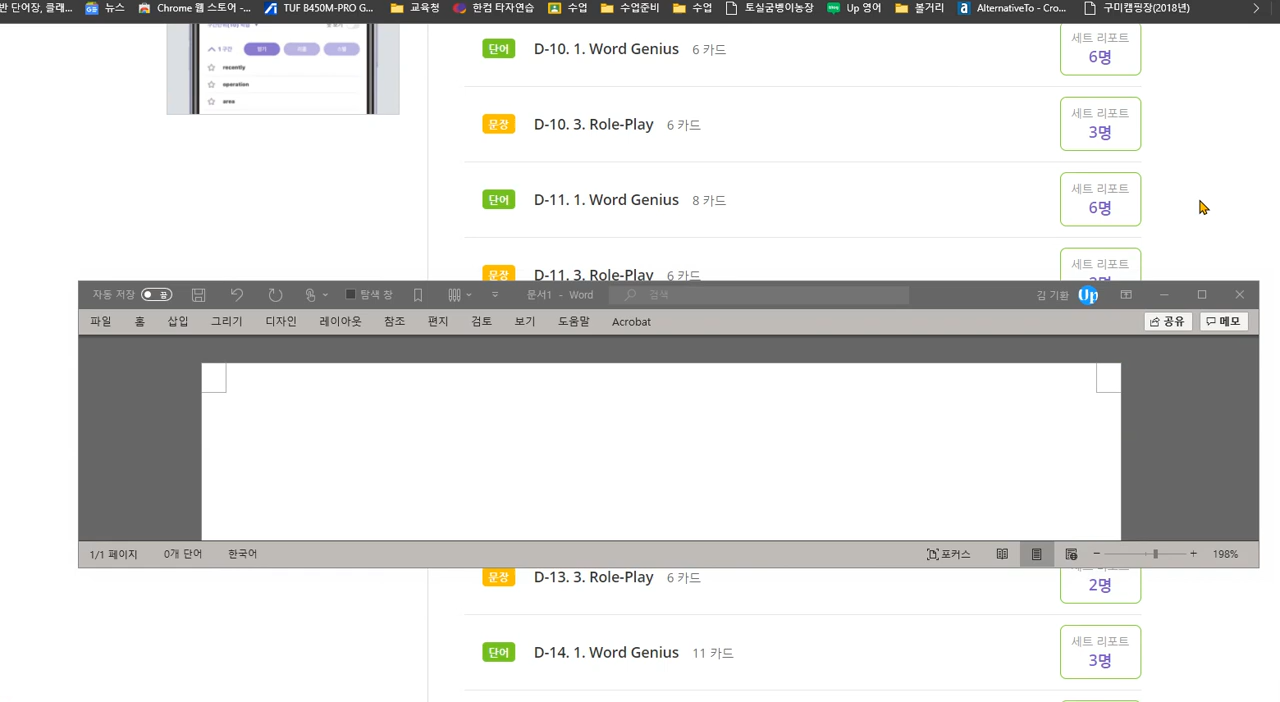 반 단어장, 클래... 뉴스 Chrome 웹 스토어 -... TUF B450M-PRO G... 교육청 한컴 타자연습 수업 수업준비 수업 토실굼벵이농장 Up 영어 볼거리 AlternativeTo - Cro... 구미캠핑장(2018년)
1 구간
recently
operation
area
단어 D-10. 1. Word Genius 6 카드
세트 리포트
6명
문장 D-10. 3. Role-Play 6 카드
세트 리포트
3명
단어 D-11. 1. Word Genius 8 카드
세트 리포트
6명
문장 D-11. 3. Role-Play 6 카드
세트 리포트
자동 저장 끔 탐색 창 문서1 - Word 검색 김 기환 Up
파일 홈 삽입 그리기 디자인 레이아웃 참조 편지 검토 보기 도움말 Acrobat 공유 메모
1/1 페이지 0개 단어 한국어 포커스 198%
문장 D-13. 3. Role-Play 6 카드
2명
단어 D-14. 1. Word Genius 11 카드
세트 리포트
3명